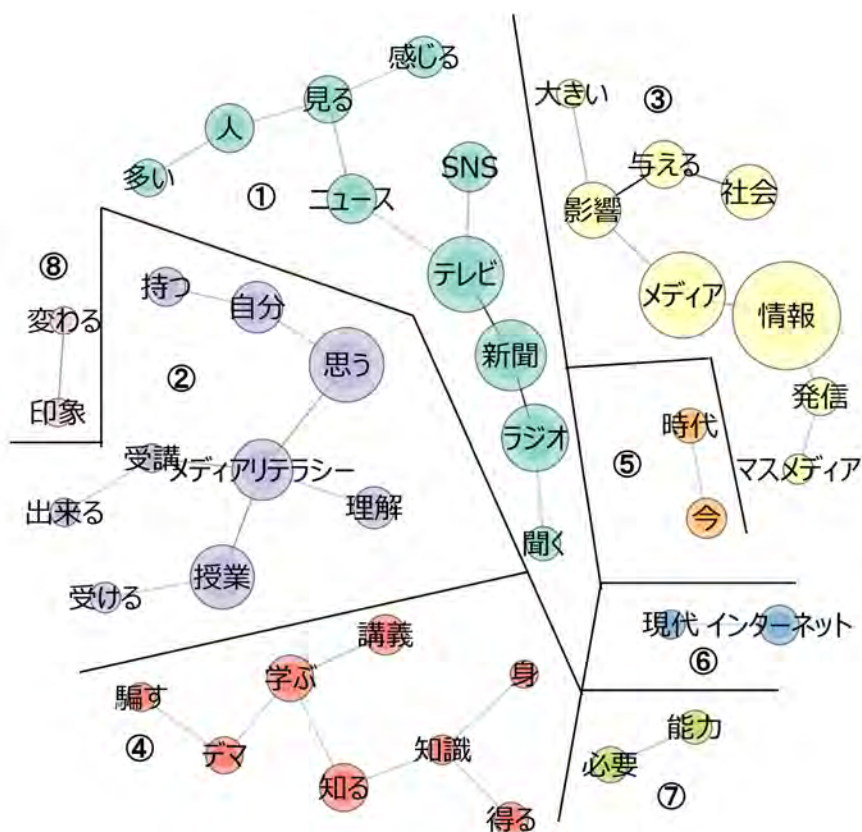 感じる
見る
人
多い
ニュース
SNS
①
テレビ
新聞
ラジオ
聞く
大きい
③
与える
影響
社会
メディア
情報
発信
マスメディア
⑧
変わる
印象
持つ
自分
②
思う
受講
メディアリテラシー
出来る
理解
授業
受ける
時代
⑤
今
現代
インターネット
⑥
講義
学ぶ
騙す
④
デマ
身
知識
知る
得る
能力
必要
⑦